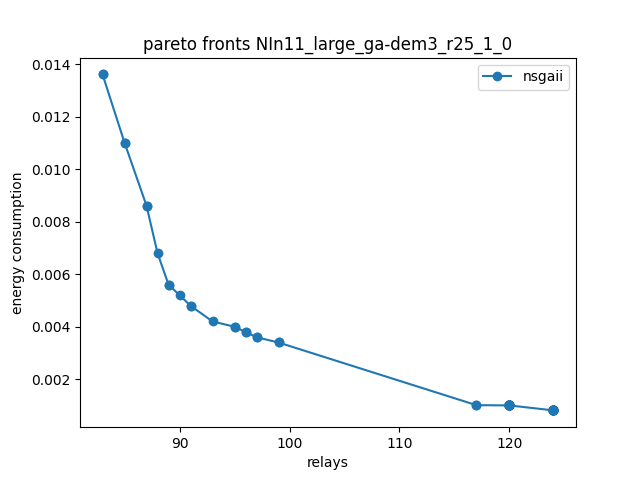 pareto fronts NIn11_large_ga-dem3_r25_1_0
nsgaii
0.014
0.012
0.010
0.008
0.006
0.004
0.002
energy consumption
90
100
110
120
relays